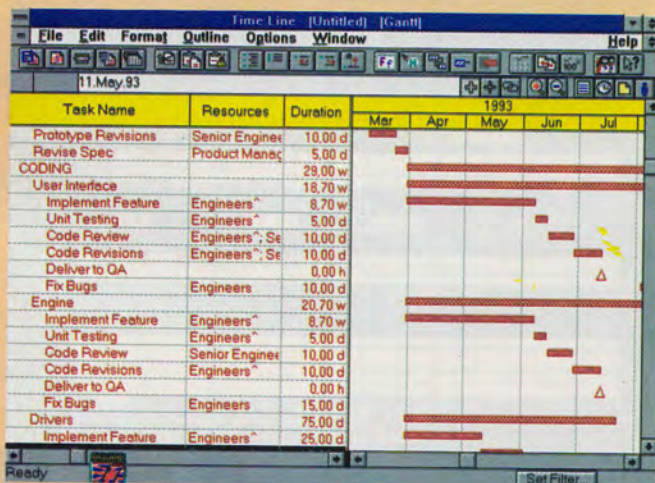 Time Line [Untitled] [Gantt]
File Edit Format Outline Options Window Help
11.May.93
Task Name Resources Duration 1993
Mar Apr May Jun Jul
Prototype Revisions Senior Enginee 10,00 d
Revise Spec Product Manag 5,00 d
CODING 29,00 w
User Interface 18,70 w
Implement Feature Engineers^ 8,70 w
Unit Testing Engineers^ 5,00 d
Code Review Engineers^; Se 10,00 d
Code Revisions Engineers^; Se 10,00 d
Deliver to QA 0,00 h
Fix Bugs Engineers 10,00 d
Engine 20,70 w
Implement Feature Engineers^ 8,70 w
Unit Testing Engineers^ 5,00 d
Code Review Senior Enginee 10,00 d
Code Revisions Engineers^ 10,00 d
Deliver to QA 0,00 h
Fix Bugs Engineers 15,00 d
Drivers 75,00 d
Implement Feature Engineers^ 25,00 d
Ready Set Filter